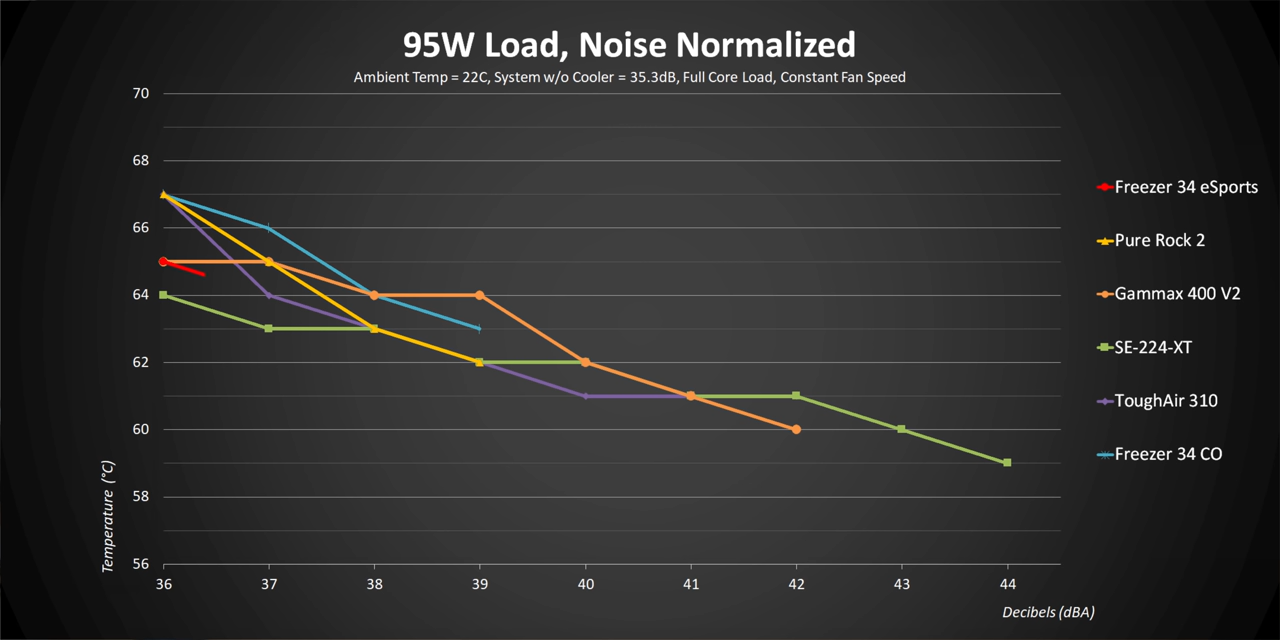 95W Load, Noise Normalized
Ambient Temp = 22C, System w/o Cooler = 35.3dB, Full Core Load, Constant Fan Speed
70
68
66
64
62
60
58
56
Temperature (°C)
36 37 38 39 40 41 42 43 44
Decibels (dBA)
Freezer 34 eSports
Pure Rock 2
Gammax 400 V2
SE-224-XT
ToughAir 310
Freezer 34 CO